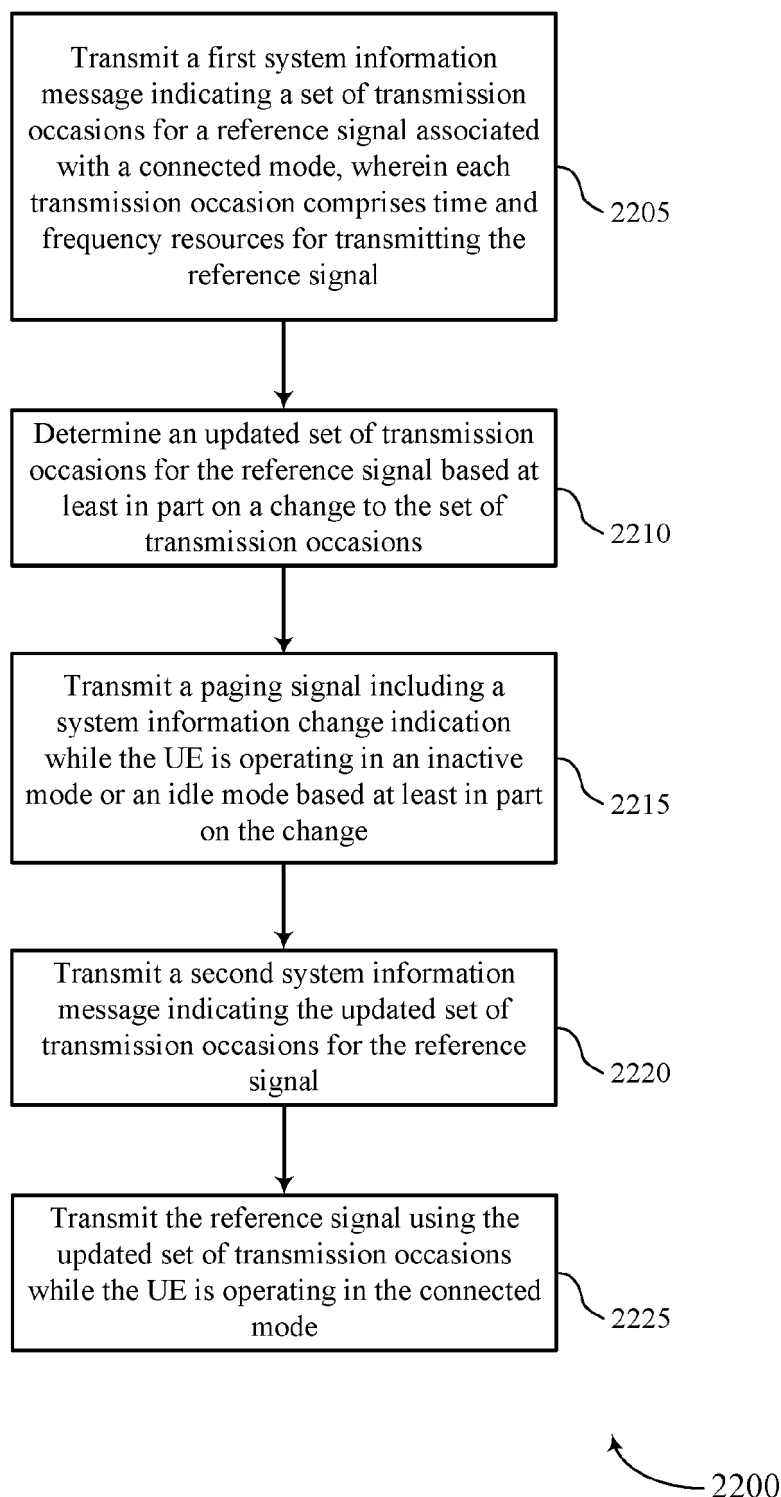 Transmit a first system information
message indicating a set of transmission
occasions for a reference signal associated
with a connected mode, wherein each
transmission occasion comprises time and
frequency resources for transmitting the
reference signal
2205
Determine an updated set of transmission
occasions for the reference signal based at
least in part on a change to the set of
transmission occasions
2210
Transmit a paging signal including a
system information change indication
while the UE is operating in an inactive
mode or an idle mode based at least in part
on the change
2215
Transmit a second system information
message indicating the updated set of
transmission occasions for the reference
signal
2220
Transmit the reference signal using the
updated set of transmission occasions
while the UE is operating in the connected
mode
2225
2200